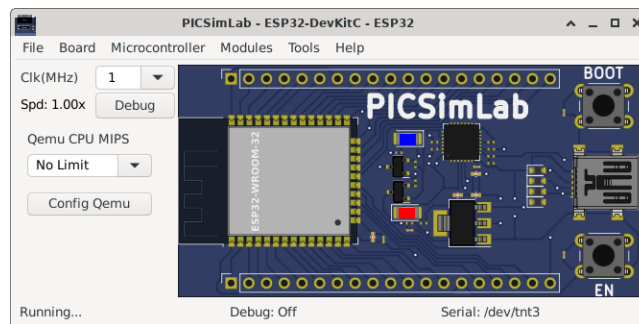 PICSimLab - ESP32-DevKitC - ESP32
File Board Microcontroller Modules Tools Help
Clk(MHz) 1
Spd: 1.00x Debug
Qemu CPU MIPS
No Limit
Config Qemu
BOOT
PICSimLab
ESP32-WROOM-32
EN
Running... Debug: Off Serial: /dev/tnt3